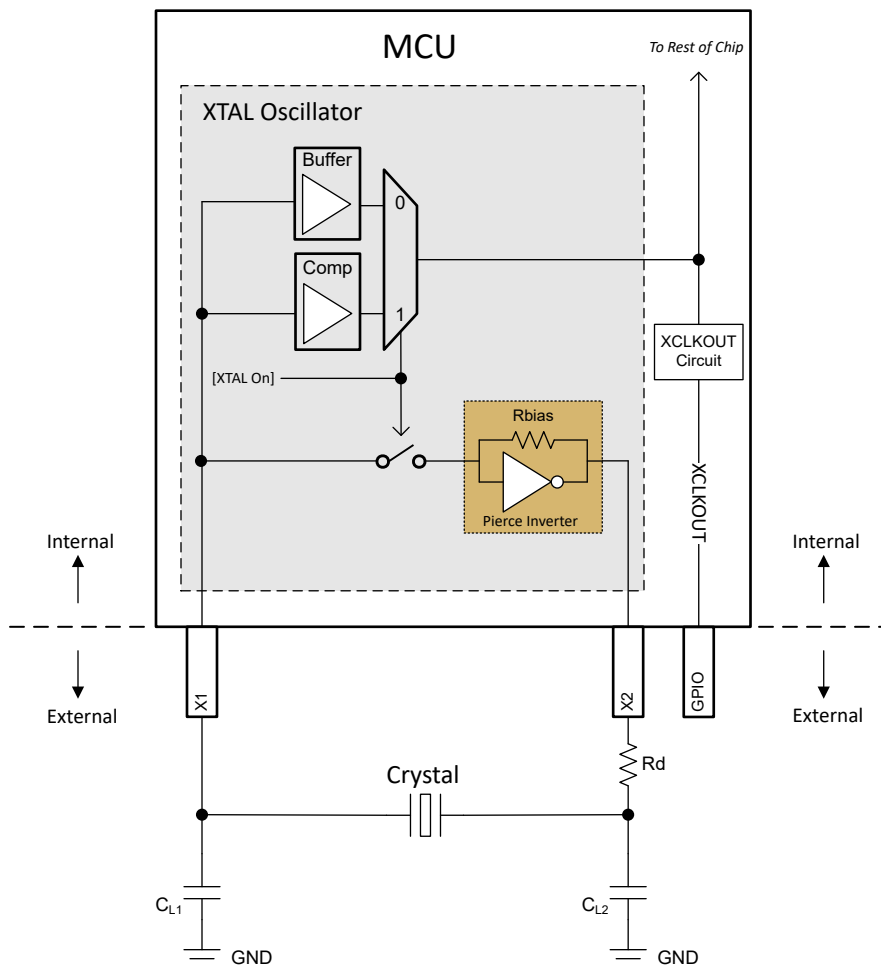 MCU
To Rest of Chip
XTAL Oscillator
Buffer
0
Comp
1
XCLKOUT
Circuit
[XTAL On]
Rbias
Pierce Inverter
XCLKOUT
Internal
Internal
External
External
X1
X2
GPIO
Rd
Crystal
CL1
CL2
GND
GND